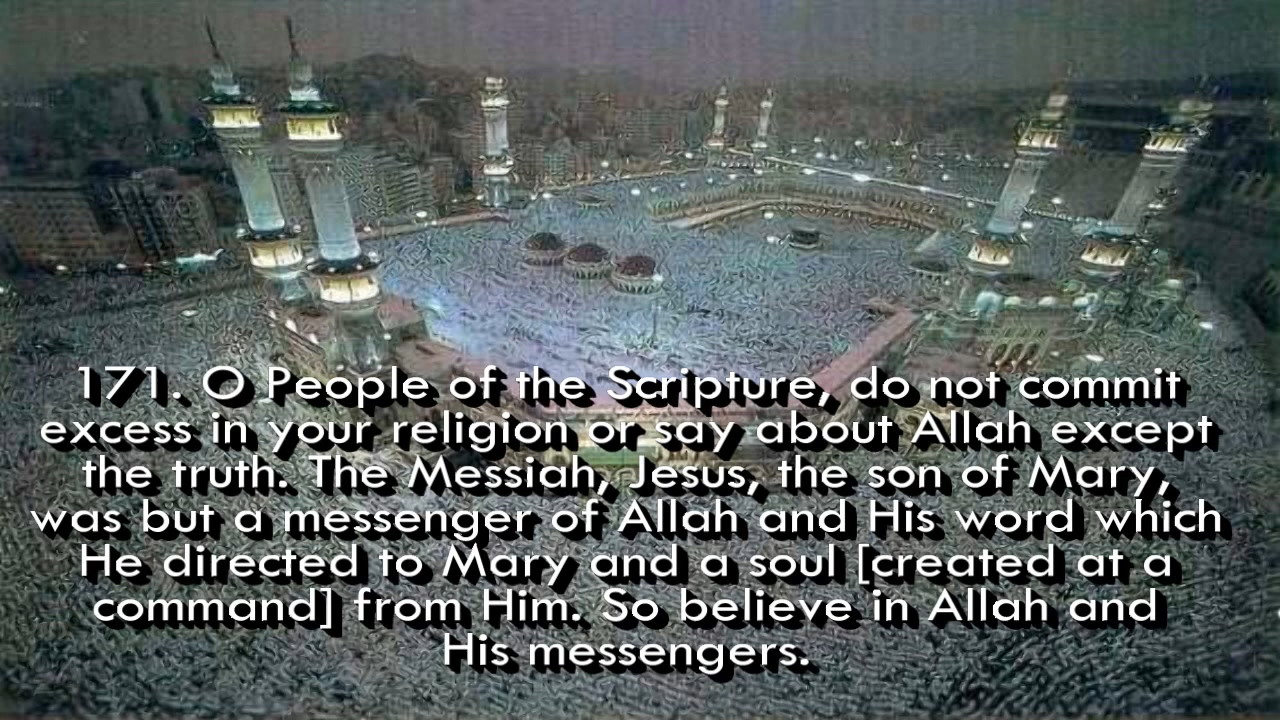 171. O People of the Scripture, do not commit
excess in your religion or say about Allah except
the truth. The Messiah, Jesus, the son of Mary,
was but a messenger of Allah and His word which
He directed to Mary and a soul [created at a
command] from Him. So believe in Allah and
His messengers.